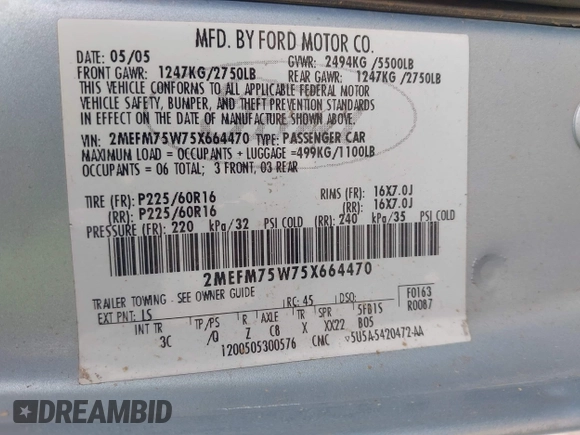 MFD. BY FORD MOTOR CO.
DATE: 05/05 GVWR: 2494KG /5500LB
FRONT GAWR: 1247KG/2750LB REAR GAWR: 1247KG /2750LB
THIS VEHICLE CONFORMS TO ALL APPLICABLE FEDERAL MOTOR
VEHICLE SAFETY, BUMPER, AND THEFT PREVENTION STANDARDS
IN EFFECT ON THE DATE OF MANUFACTURE SHOWN ABOVE.
VIN: 2MEFM75W75X664470 TYPE: PASSENGER CAR
MAXIMUM LOAD = OCCUPANTS + LUGGAGE =499KG/1100LB
OCCUPANTS = 06 TOTAL; 3 FRONT, 03 REAR
TIRE (FR): P225/60R16 RIMS (FR): 16X7.0J
(RR): P225/60R16 (RR): 16X7.0J
PRESSURE (FR): 220 kPa/32 PSI COLD (RR): 240 kPa/35 PSI COLD
2MEFM75W75X664470
TRAILER TOWING - SEE OWNER GUIDE
EXT PNT: LS RC: 45 DSO: F0163
INT TR TP/PS R AXLE TR SPR 5FB1S R0087
3C /Q Z C8 X XX22 B05
1200505300576 CMC 5U5A-5420472-AA
DREAMBID